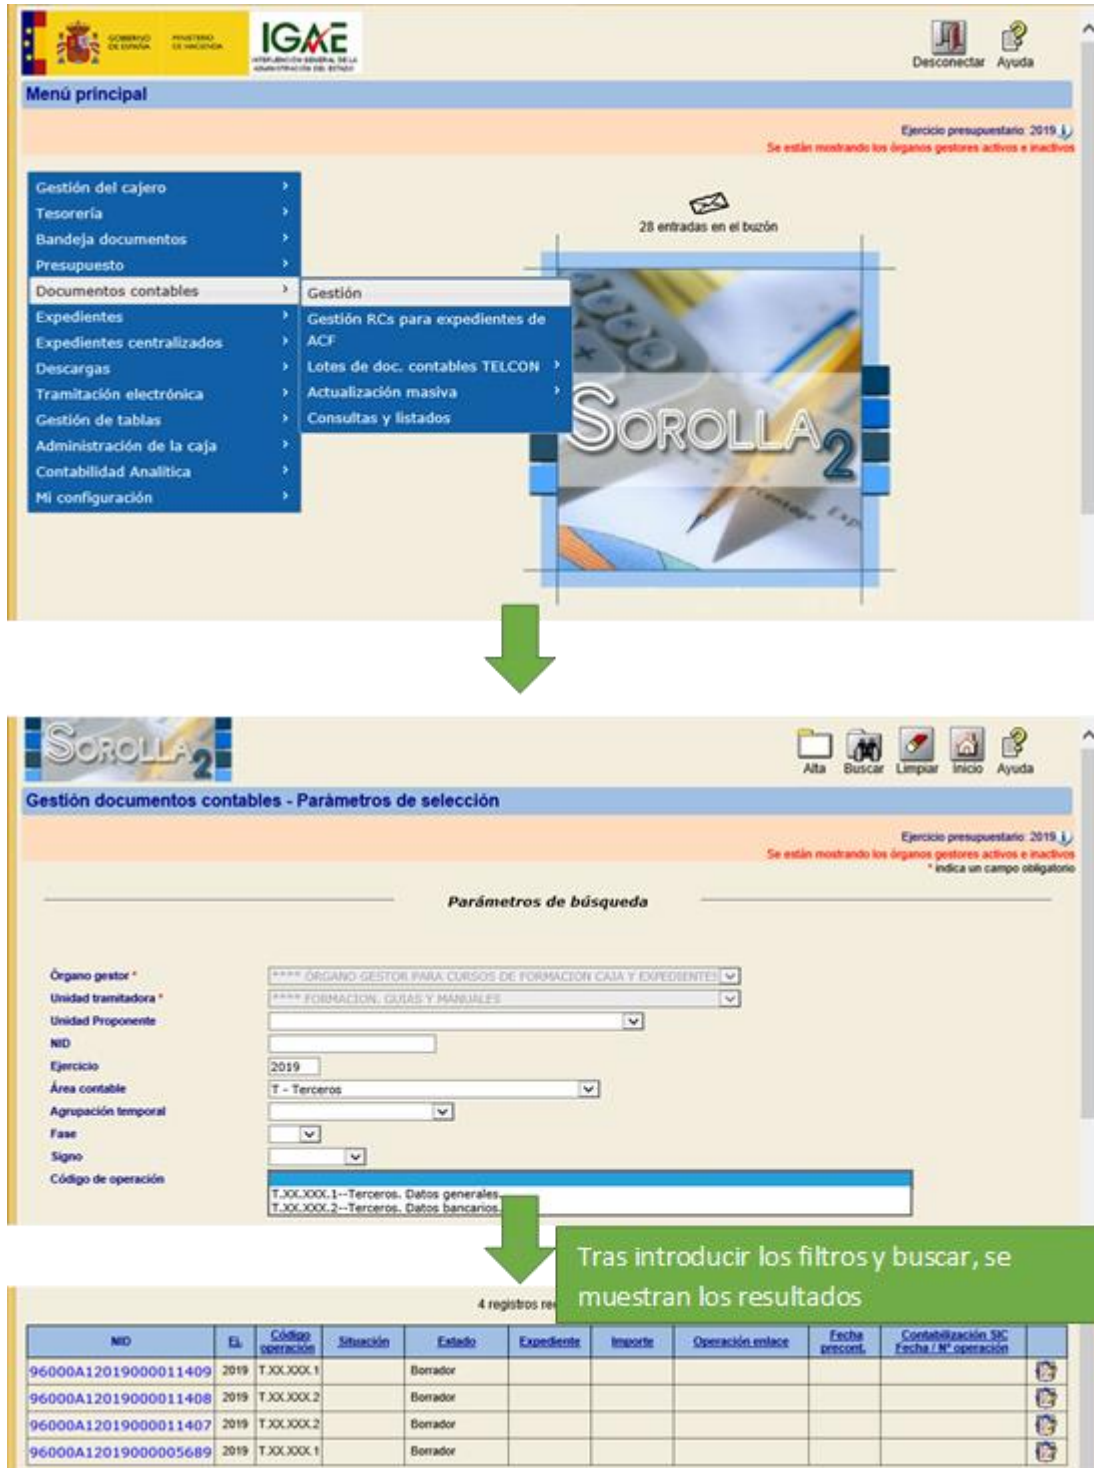 GOBIERNO DE ESPAÑA
MINISTERIO DE HACIENDA
IGAE
INTERVENCIÓN GENERAL DE LA
ADMINISTRACIÓN DEL ESTADO
Desconectar Ayuda
Menú principal
Ejercicio presupuestario: 2019
Se están mostrando los órganos gestores activos e inactivos
Gestión del cajero
Tesorería
Bandeja documentos
Presupuesto
Documentos contables
Expedientes
Expedientes centralizados
Descargas
Tramitación electrónica
Gestión de tablas
Administración de la caja
Contabilidad Analítica
Mi configuración
Gestión
Gestión RCs para expedientes de
ACF
Lotes de doc. contables TELCON
Actualización masiva
Consultas y listados
28 entradas en el buzón
SOROLLA2
SOROLLA2
Alta Buscar Limpiar Inicio Ayuda
Gestión documentos contables - Parámetros de selección
Ejercicio presupuestario: 2019
Se están mostrando los órganos gestores activos e inactivos
* indica un campo obligatorio
Parámetros de búsqueda
Órgano gestor * **** ÓRGANO GESTOR PARA CURSOS DE FORMACION CAJA Y EXPEDIENTES
Unidad tramitadora * **** FORMACION, GUIAS Y MANUALES
Unidad Proponente
NID
Ejercicio 2019
Área contable T - Terceros
Agrupación temporal
Fase
Signo
Código de operación
T.XX.XXX.1--Terceros. Datos generales.
T.XX.XXX.2--Terceros. Datos bancarios.
Tras introducir los filtros y buscar, se
muestran los resultados
4 registros
NID Ej. Código operación Situación Estado Expediente Importe Operación enlace Fecha precont. Contabilización SIC Fecha / Nº operación
96000A12019000011409 2019 T.XX.XXX.1 Borrador
96000A12019000011408 2019 T.XX.XXX.2 Borrador
96000A12019000011407 2019 T.XX.XXX.2 Borrador
96000A12019000005689 2019 T.XX.XXX.1 Borrador